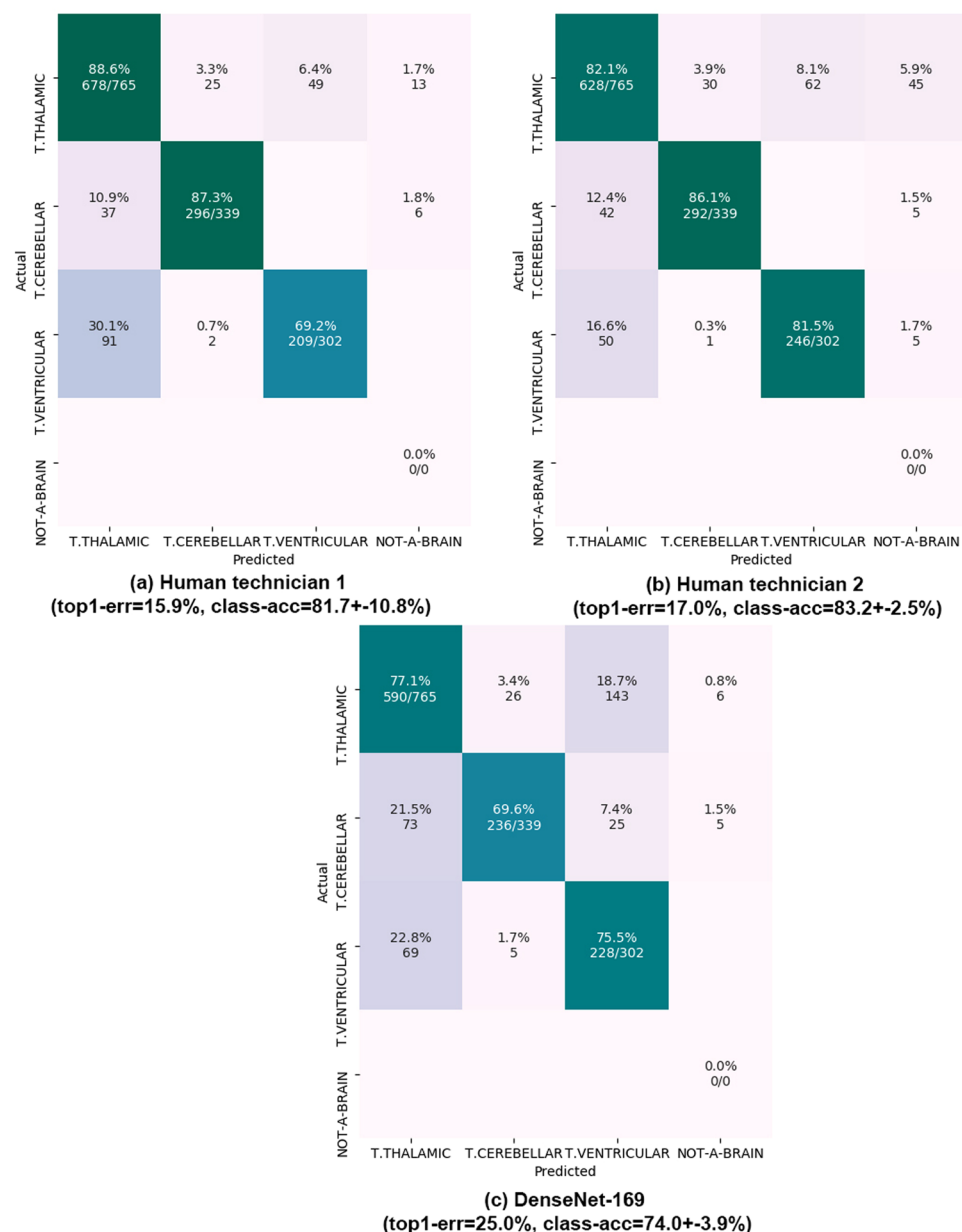 88.6%
678/765
3.3%
25
6.4%
49
1.7%
13
10.9%
37
87.3%
296/339
1.8%
6
30.1%
91
0.7%
2
69.2%
209/302
0.0%
0/0
Actual
T.THALAMIC
T.CEREBELLAR
T.VENTRICULAR
NOT-A-BRAIN
T.THALAMIC T.CEREBELLAR T.VENTRICULAR NOT-A-BRAIN
Predicted
(a) Human technician 1
(top1-err=15.9%, class-acc=81.7+-10.8%)
82.1%
628/765
3.9%
30
8.1%
62
5.9%
45
12.4%
42
86.1%
292/339
1.5%
5
16.6%
50
0.3%
1
81.5%
246/302
1.7%
5
0.0%
0/0
Actual
T.THALAMIC
T.CEREBELLAR
T.VENTRICULAR
NOT-A-BRAIN
T.THALAMIC T.CEREBELLAR T.VENTRICULAR NOT-A-BRAIN
Predicted
(b) Human technician 2
(top1-err=17.0%, class-acc=83.2+-2.5%)
77.1%
590/765
3.4%
26
18.7%
143
0.8%
6
21.5%
73
69.6%
236/339
7.4%
25
1.5%
5
22.8%
69
1.7%
5
75.5%
228/302
0.0%
0/0
Actual
T.THALAMIC
T.CEREBELLAR
T.VENTRICULAR
NOT-A-BRAIN
T.THALAMIC T.CEREBELLAR T.VENTRICULAR NOT-A-BRAIN
Predicted
(c) DenseNet-169
(top1-err=25.0%, class-acc=74.0+-3.9%)